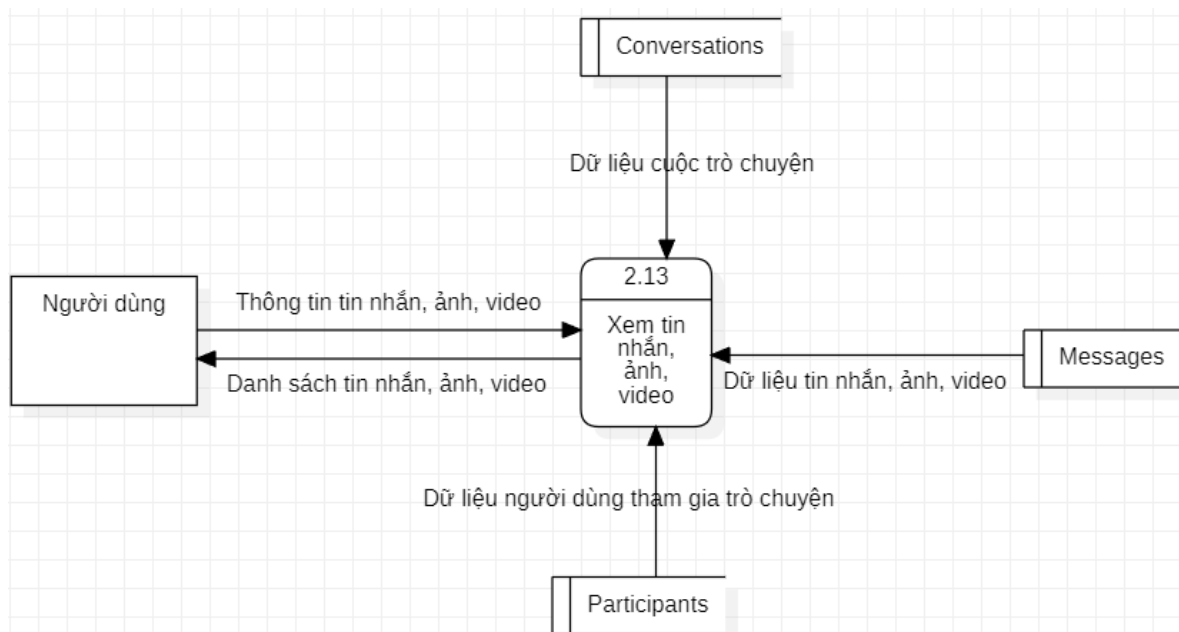 Conversations
Dữ liệu cuộc trò chuyện
2.13
Người dùng
Thông tin tin nhắn, ảnh, video
Xem tin
nhắn,
ảnh,
video
Messages
Danh sách tin nhắn, ảnh, video
Dữ liệu tin nhắn, ảnh, video
Dữ liệu người dùng tham gia trò chuyện
Participants